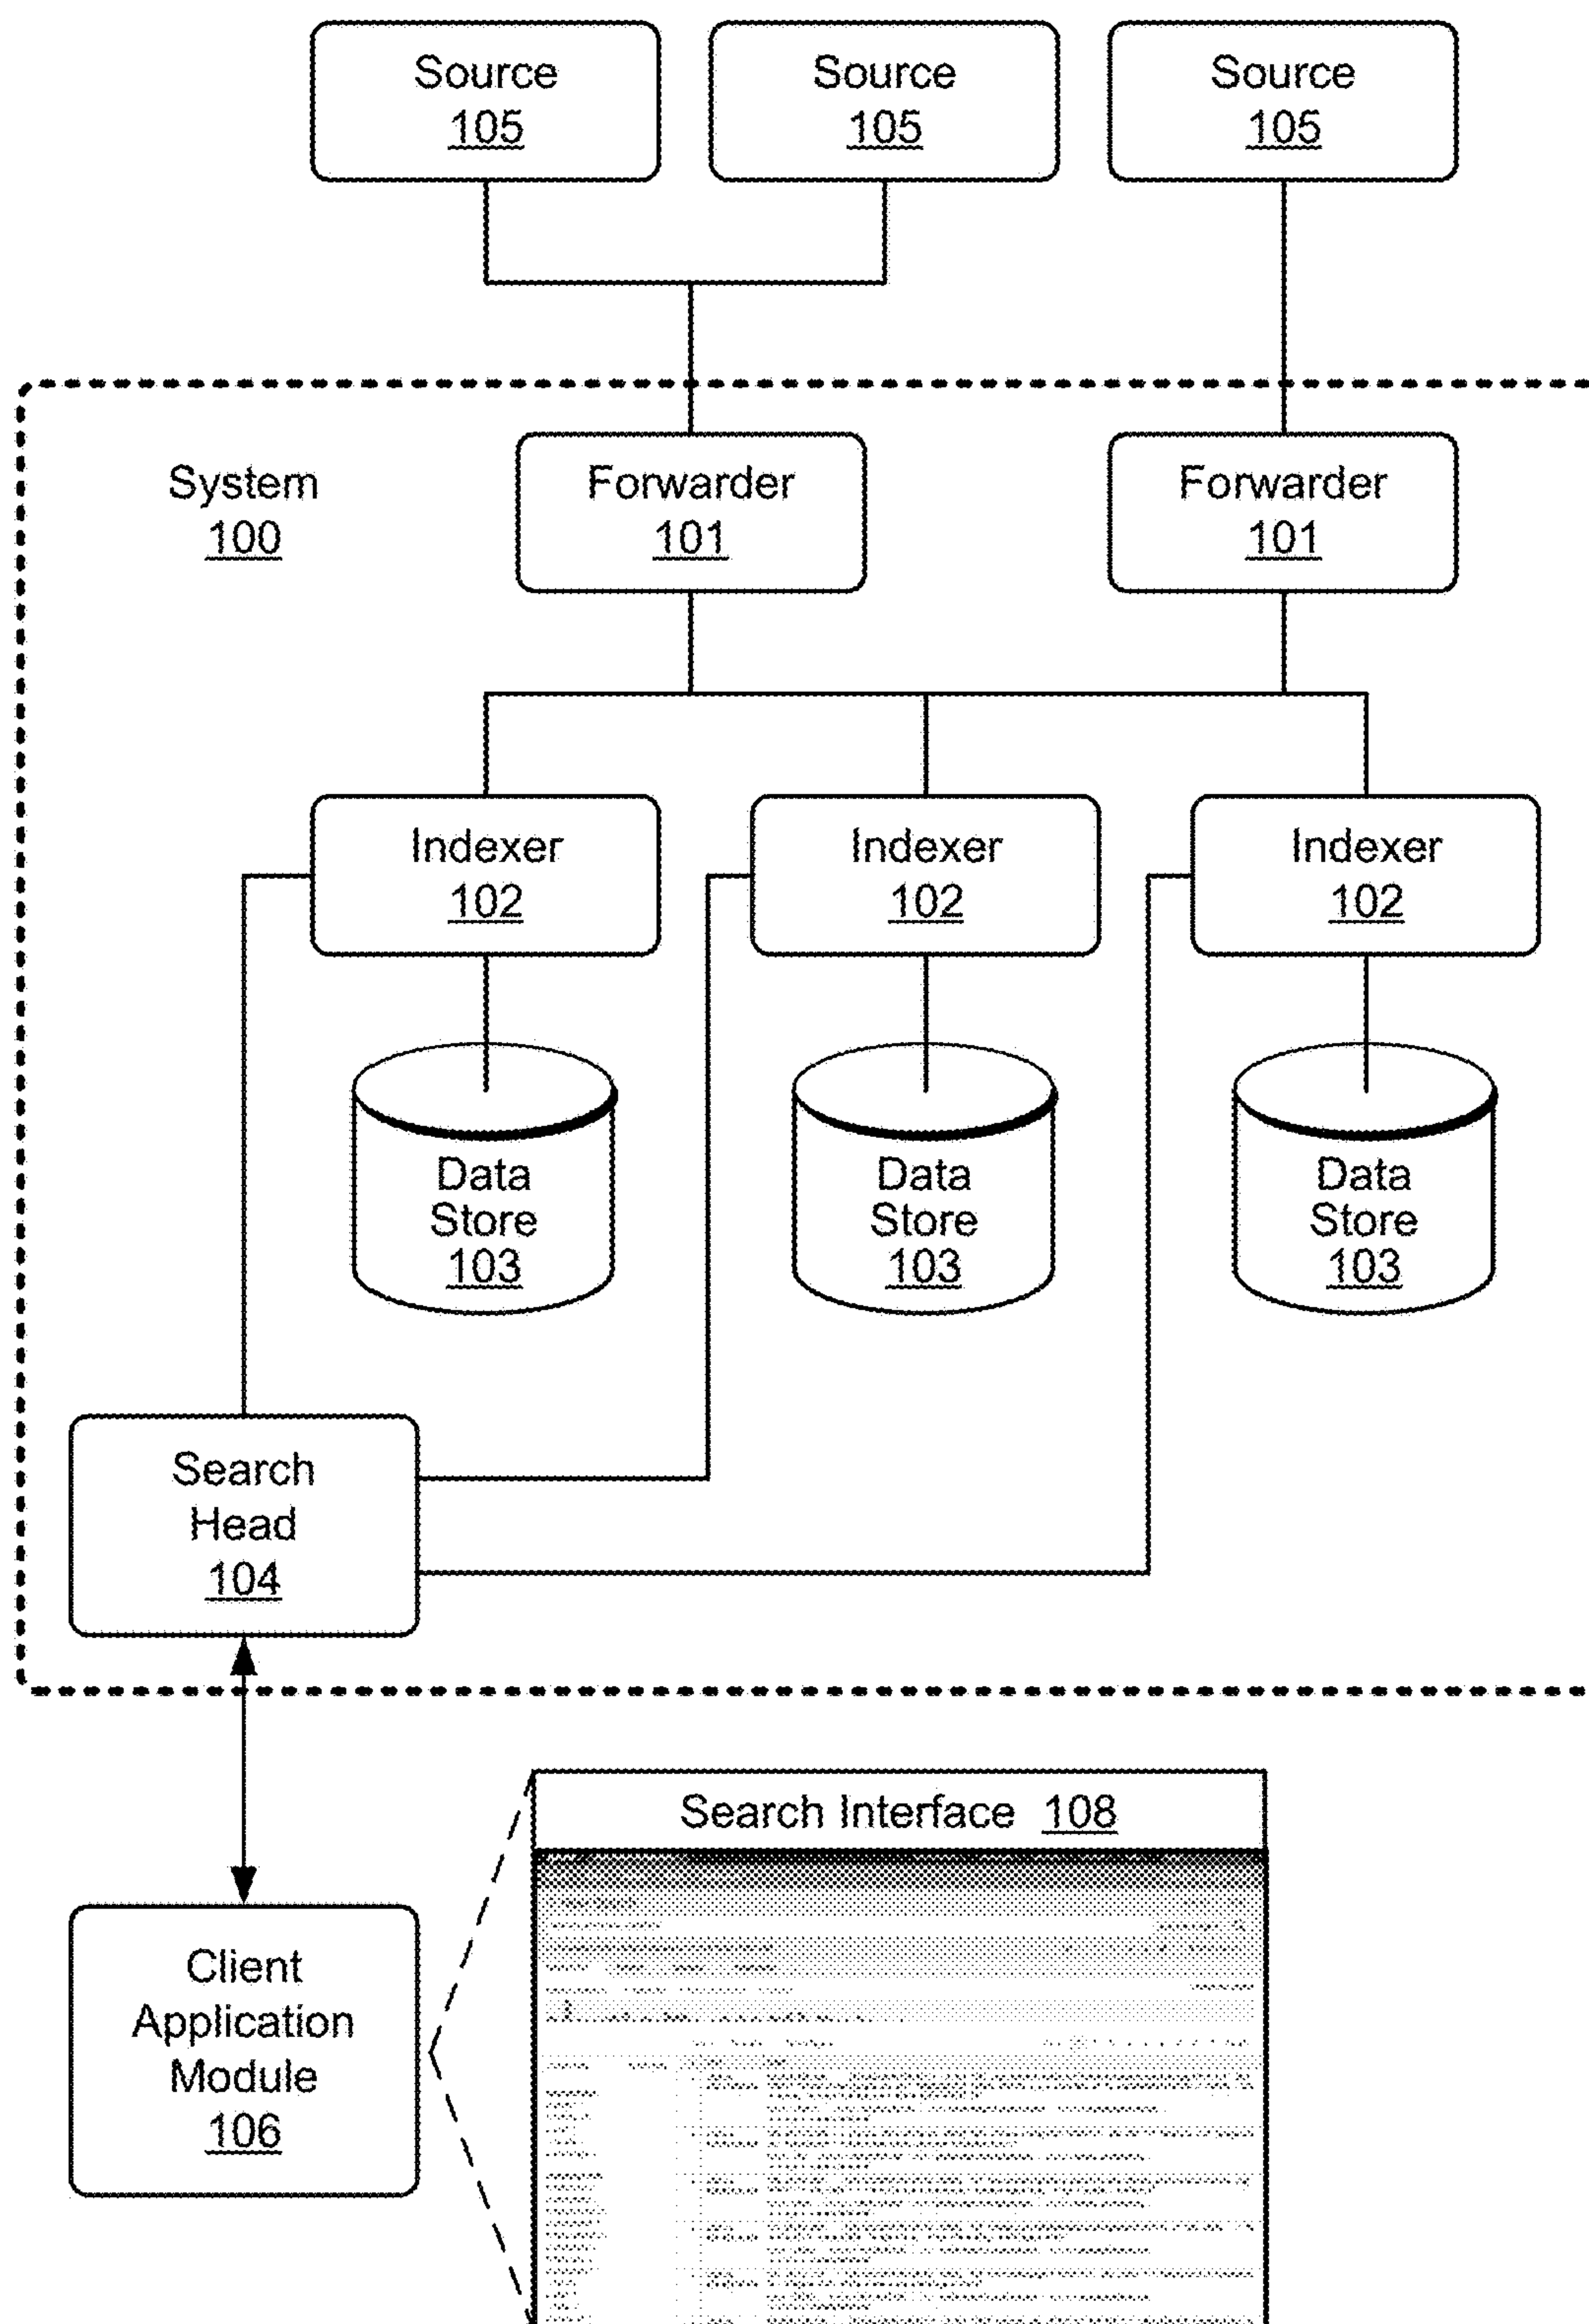 Source
105
Source
105
Source
105
System
100
Forwarder
101
Forwarder
101
Indexer
102
Indexer
102
Indexer
102
Data
Store
103
Data
Store
103
Data
Store
103
Search
Head
104
Search Interface 108
Client
Application
Module
106